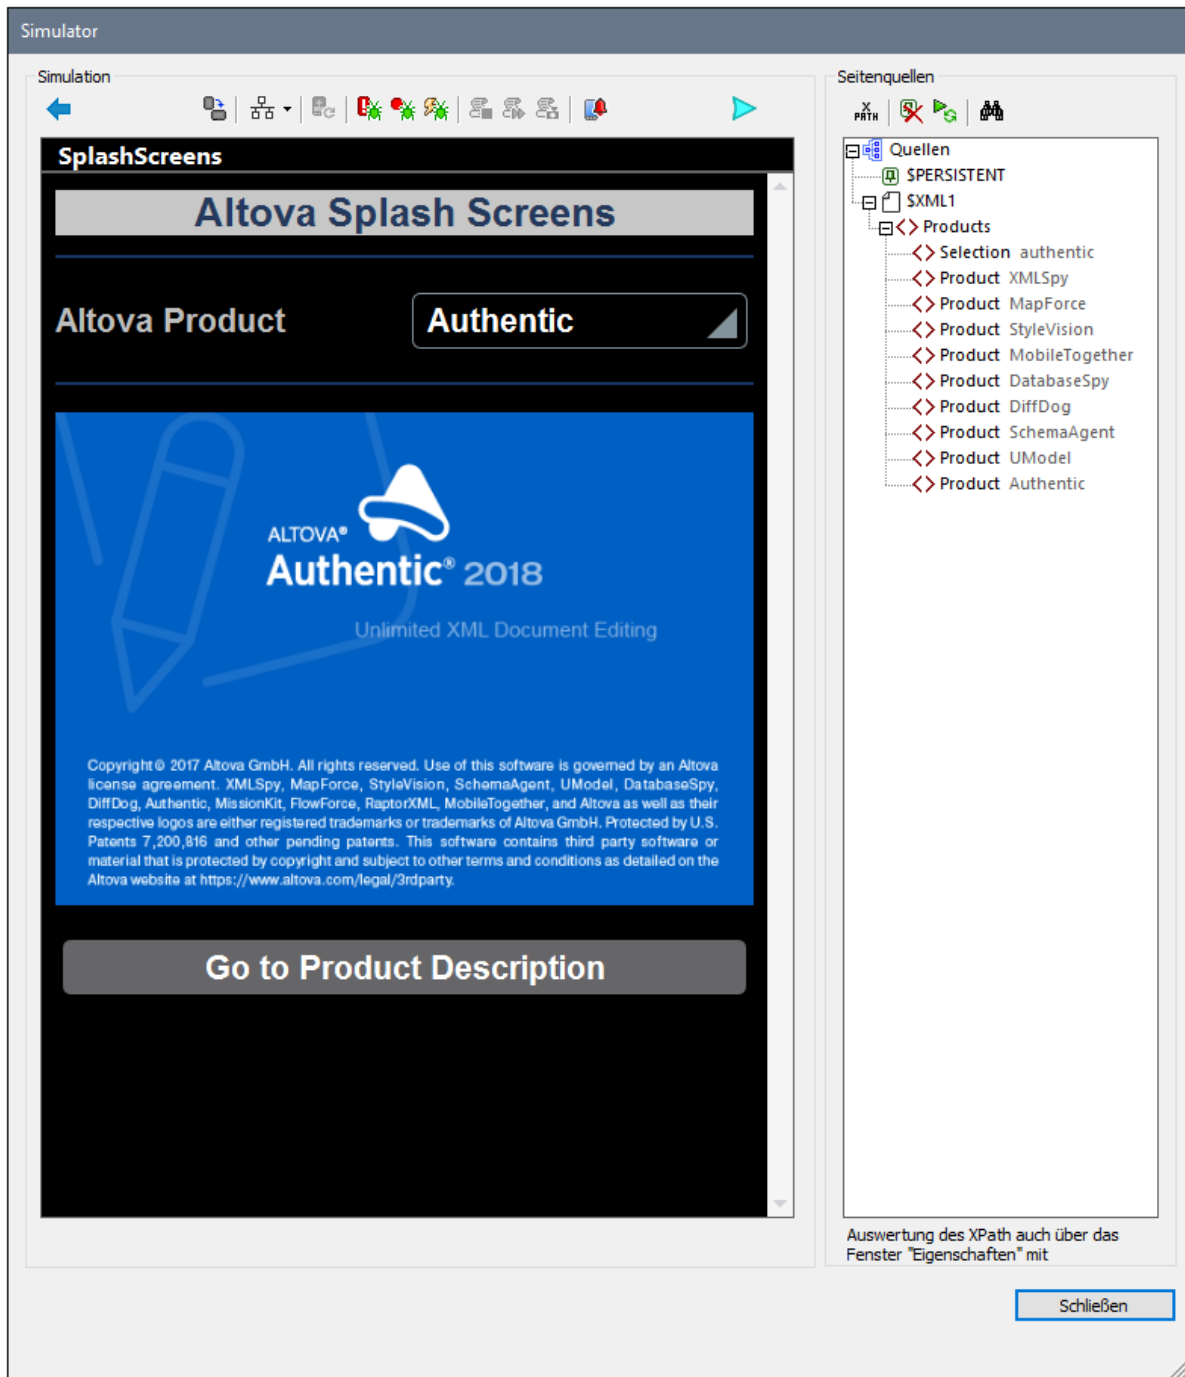 Simulator
Simulation
SplashScreens
Altova Splash Screens
Altova Product
Authentic
ALTOVA®
Authentic® 2018
Unlimited XML Document Editing
Copyright© 2017 Altova GmbH. All rights reserved. Use of this software is governed by an Altova
license agreement. XMLSpy, MapForce, StyleVision, SchemaAgent, UModel, DatabaseSpy,
DiffDog, Authentic, MissionKit, FlowForce, RaptorXML, MobileTogether, and Altova as well as their
respective logos are either registered trademarks or trademarks of Altova GmbH. Protected by U.S.
Patents 7,200,816 and other pending patents. This software contains third party software or
material that is protected by copyright and subject to other terms and conditions as detailed on the
Altova website at https://www.altova.com/legal/3rdparty.
Go to Product Description
Seitenquellen
X
PATH
Quellen
$PERSISTENT
$XML1
Products
Selection authentic
Product XMLSpy
Product MapForce
Product StyleVision
Product MobileTogether
Product DatabaseSpy
Product DiffDog
Product SchemaAgent
Product UModel
Product Authentic
Auswertung des XPath auch über das
Fenster "Eigenschaften" mit
Schließen